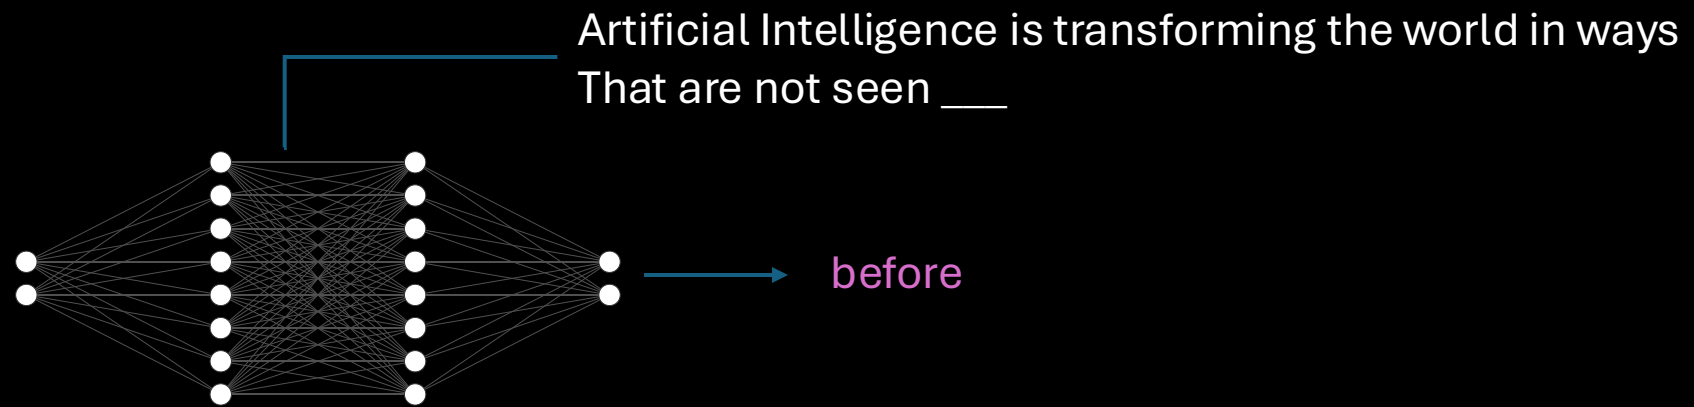 Artificial Intelligence is transforming the world in ways
That are not seen ___
before